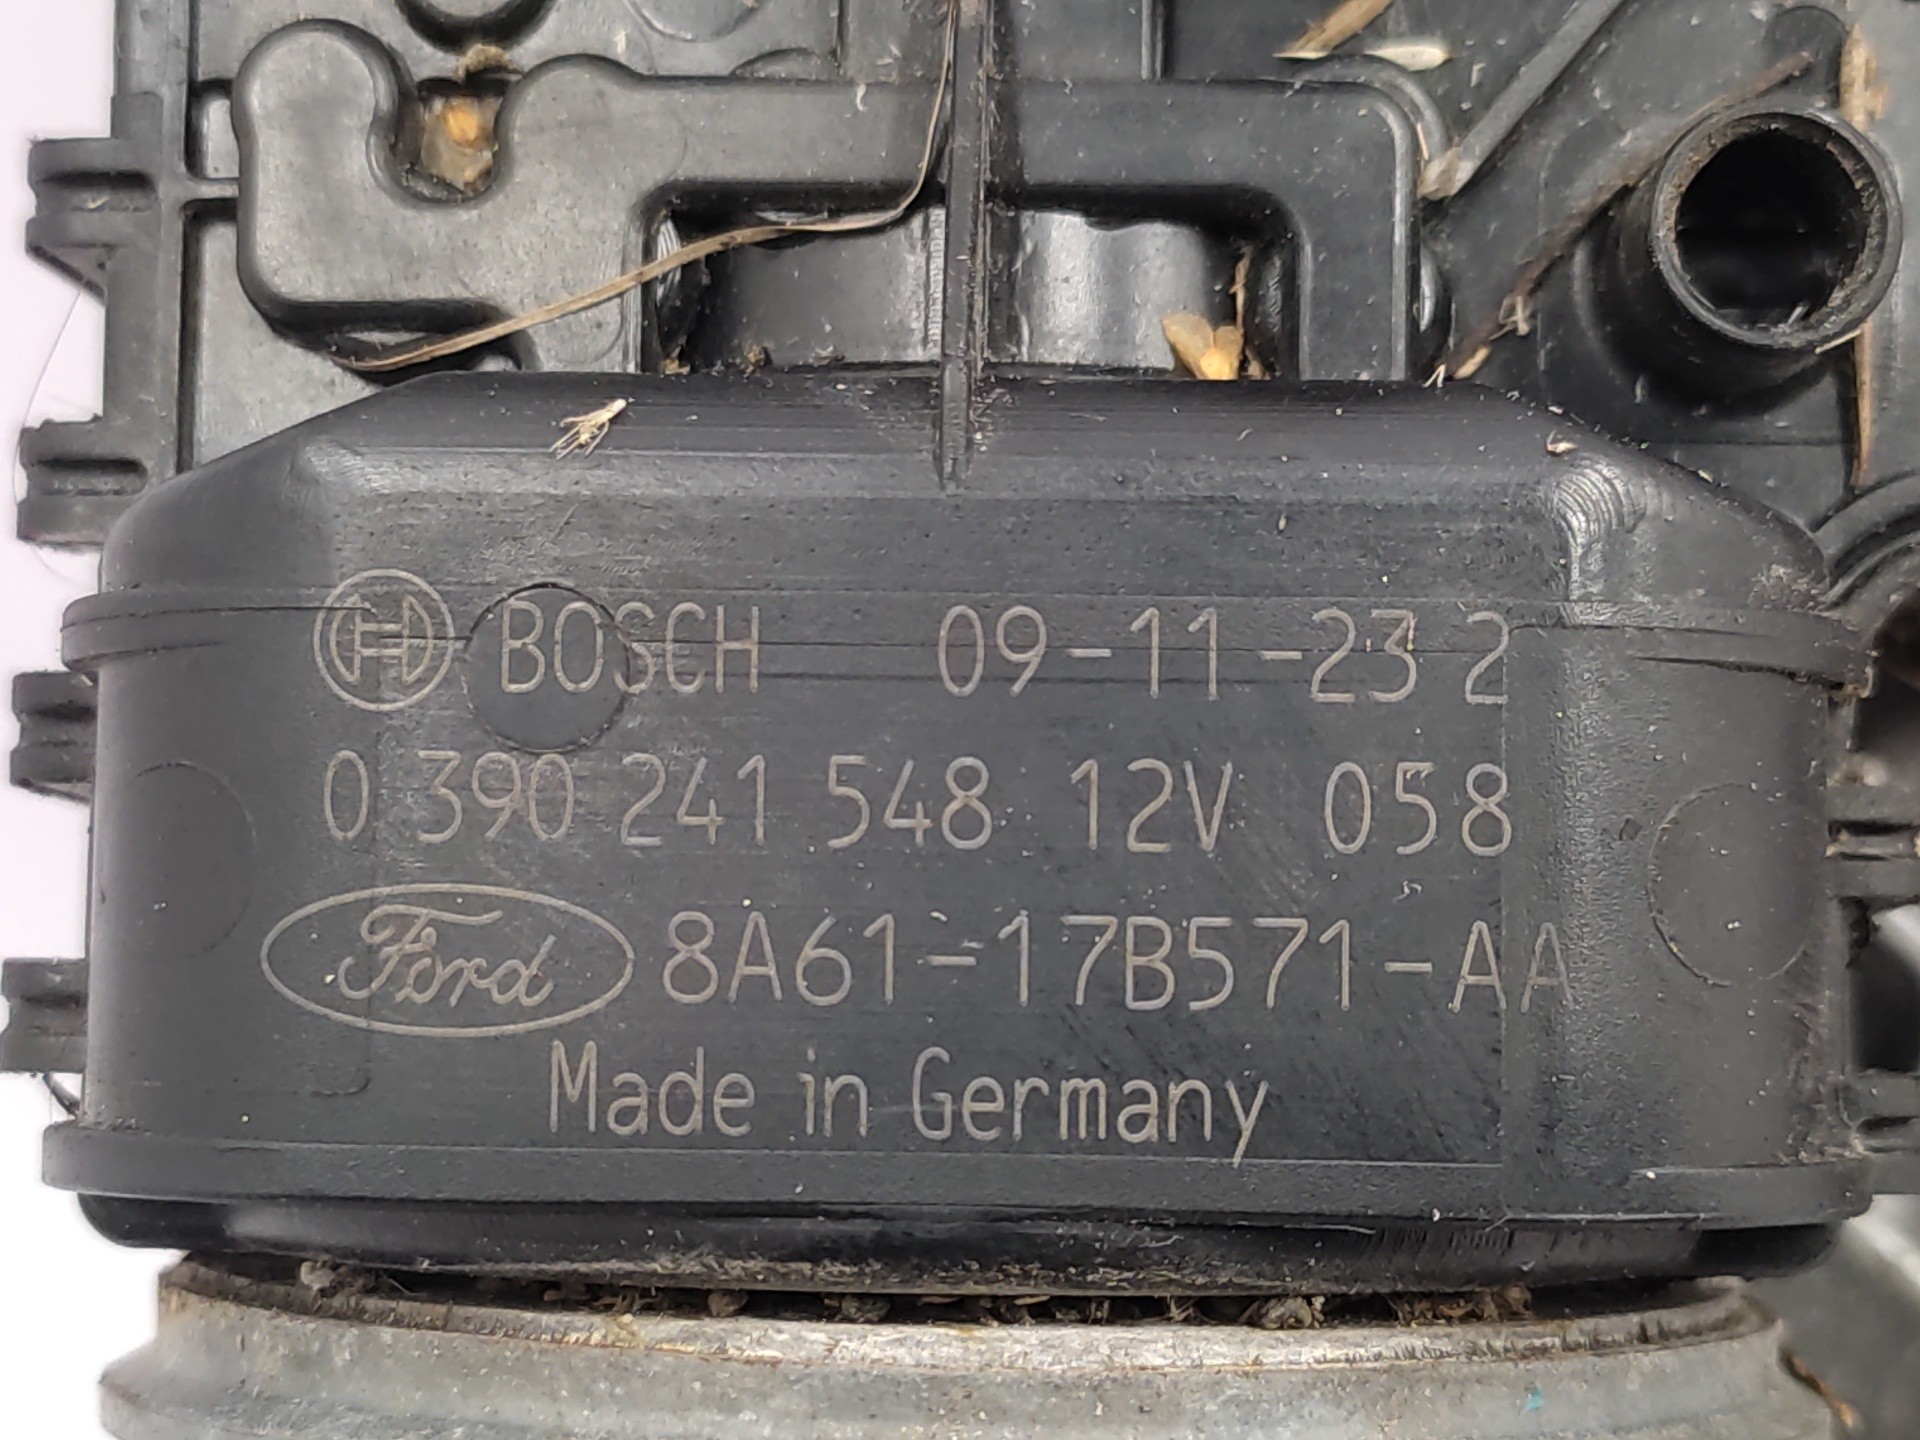 BOSCH 09-11-23 2
0 390 241 548 12V 058
Ford 8A61-17B571-AA
Made in Germany